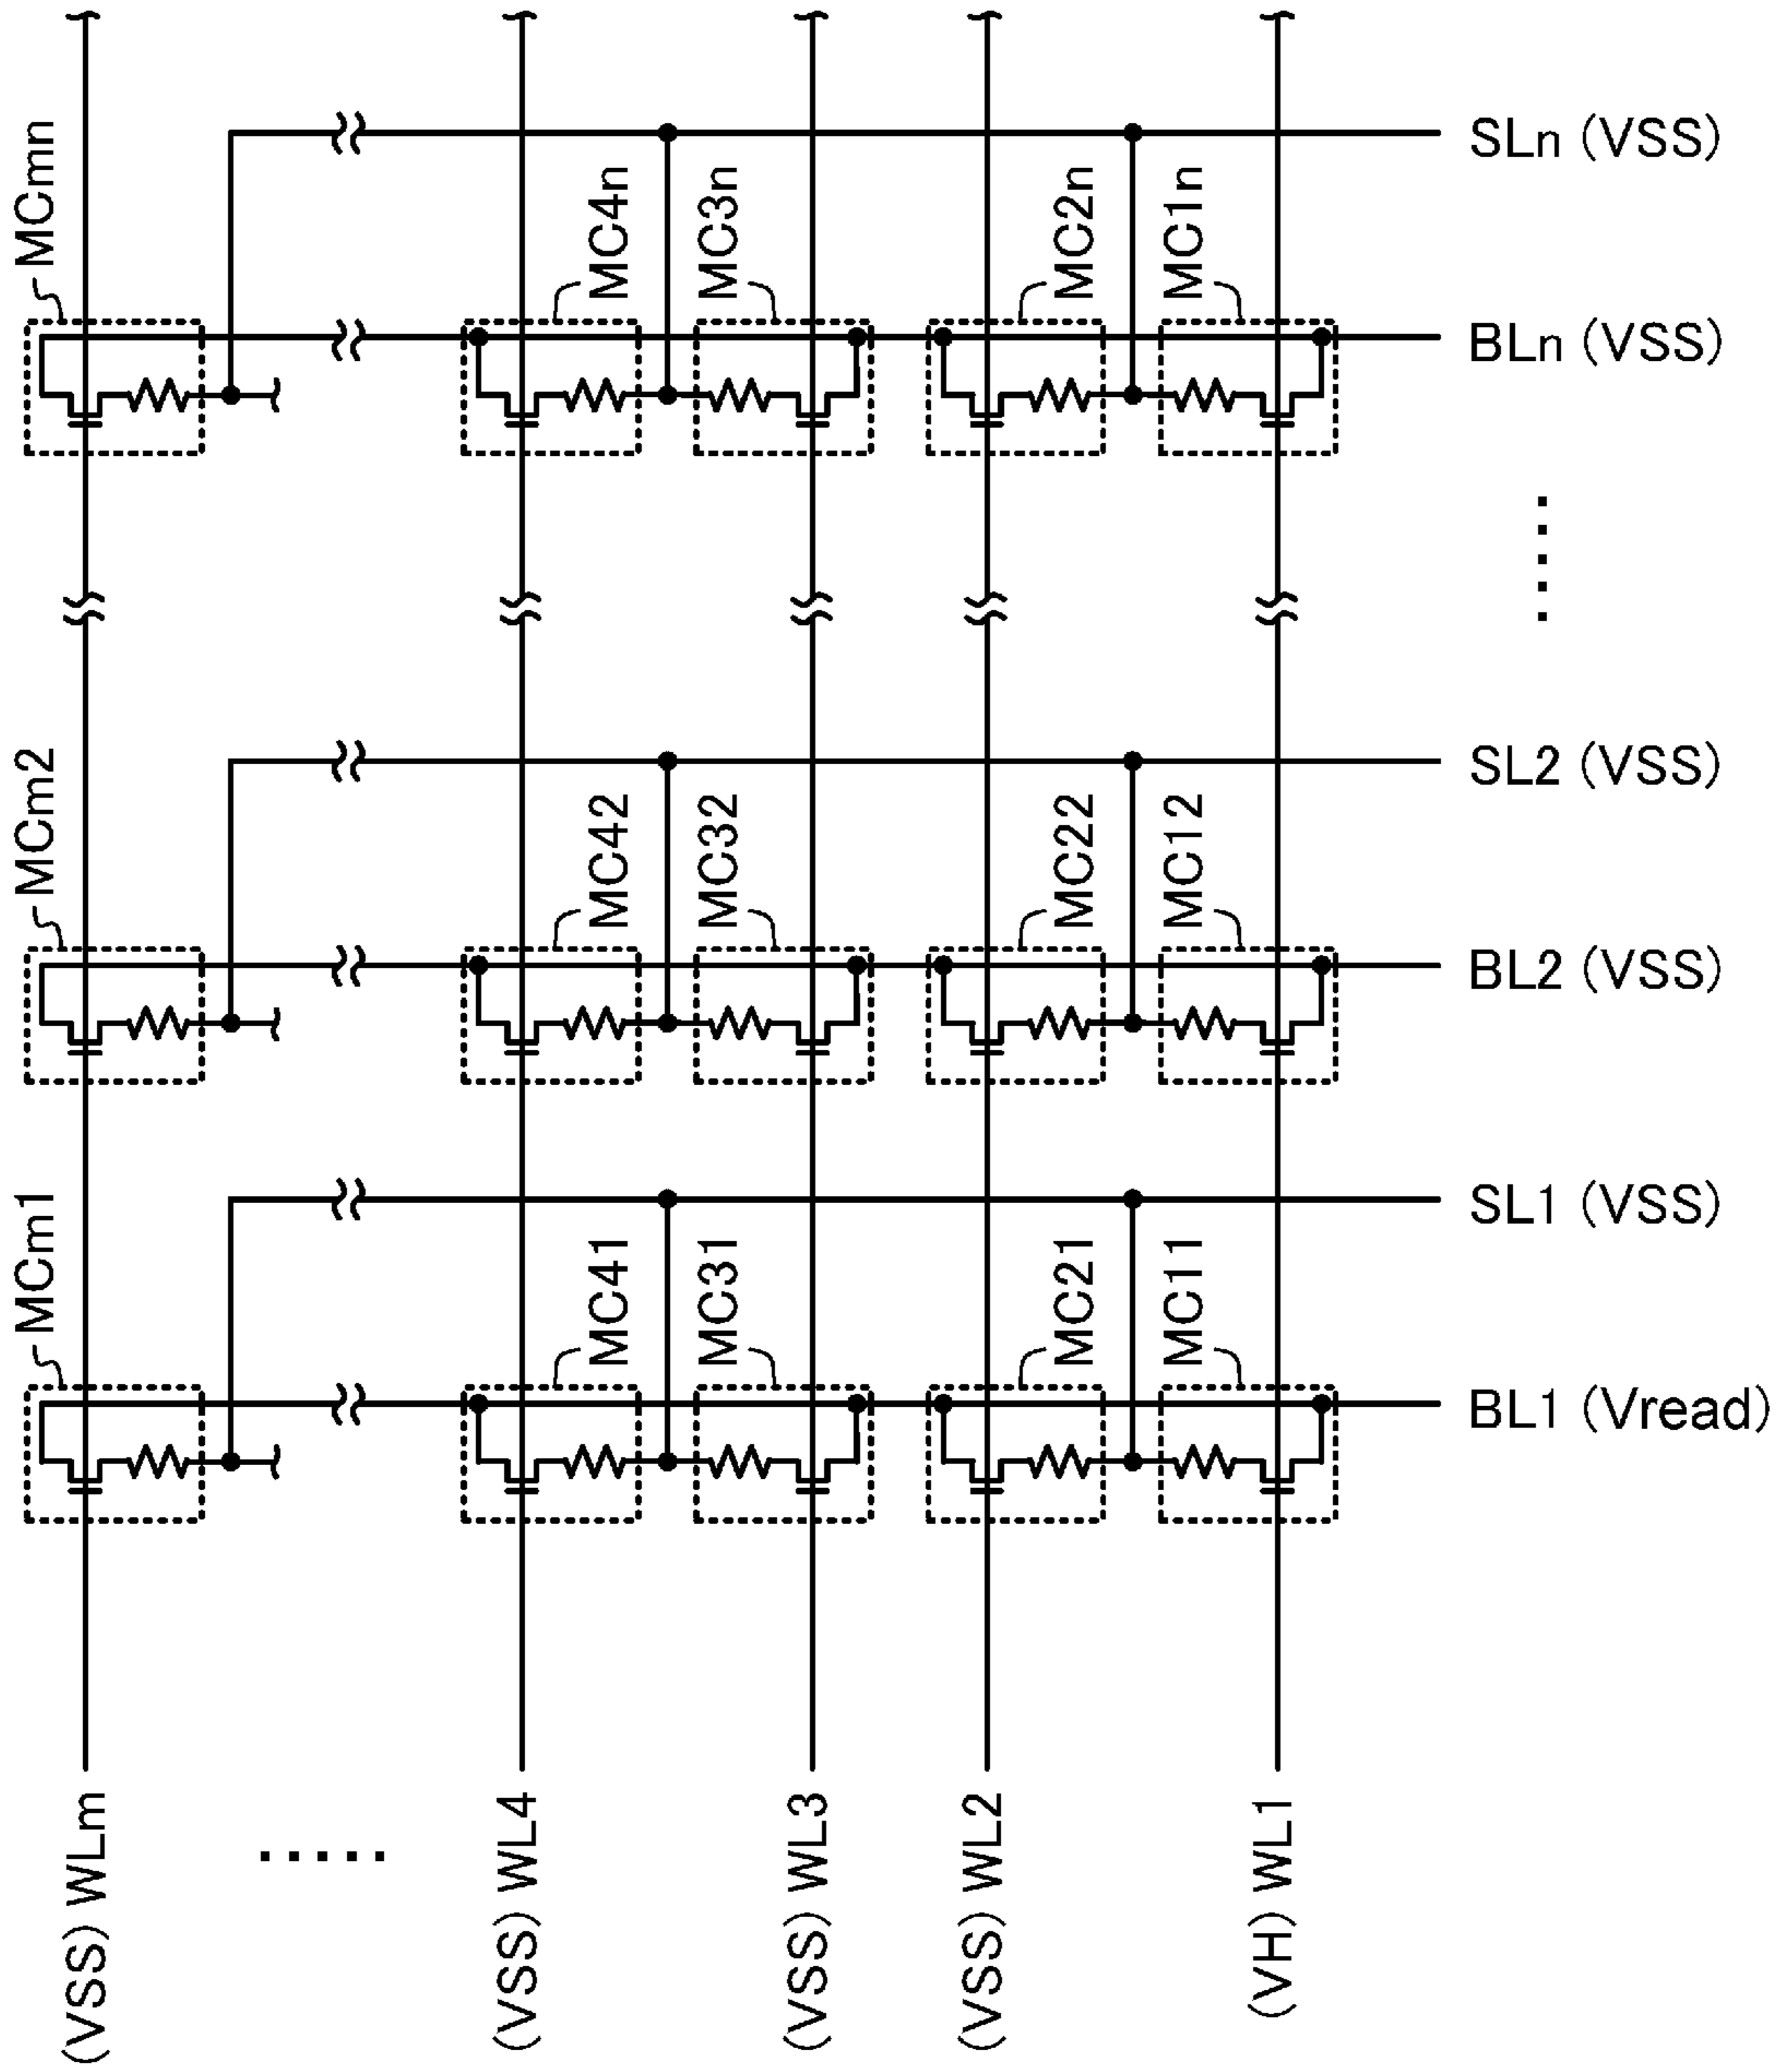 MCmn
SLn (VSS)
MC4n
MC3n
MC2n
MC1n
BLn (VSS)
MCm2
SL2 (VSS)
MC42
MC32
MC22
MC12
BL2 (VSS)
MCm1
SL1 (VSS)
MC41
MC31
MC21
MC11
BL1 (Vread)
(VSS) WLm
(VSS) WL4
(VSS) WL3
(VSS) WL2
(VH) WL1